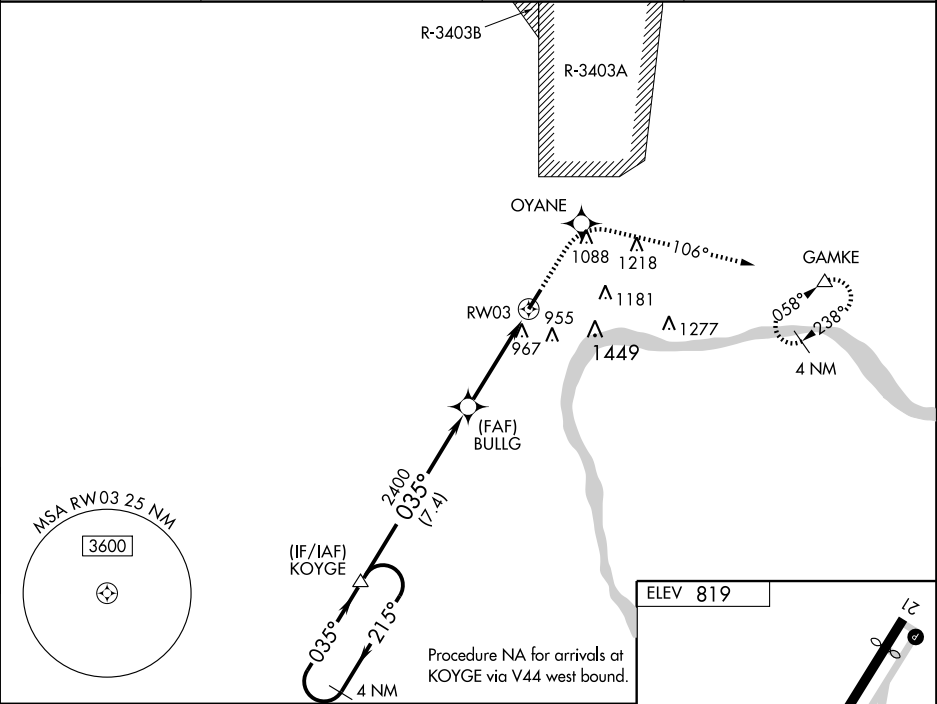 R-3403B
R-3403A
OYANE
1088
1218
106°
GAMKE
058°
238°
4 NM
1181
RW03
955
967
1449
1277
(FAF)
BULLG
2400
035°
(7.4)
MSA RW03 25 NM
3600
(IF/IAF)
KOYGE
035°
215°
4 NM
Procedure NA for arrivals at
KOYGE via V44 west bound.
ELEV 819
21
P